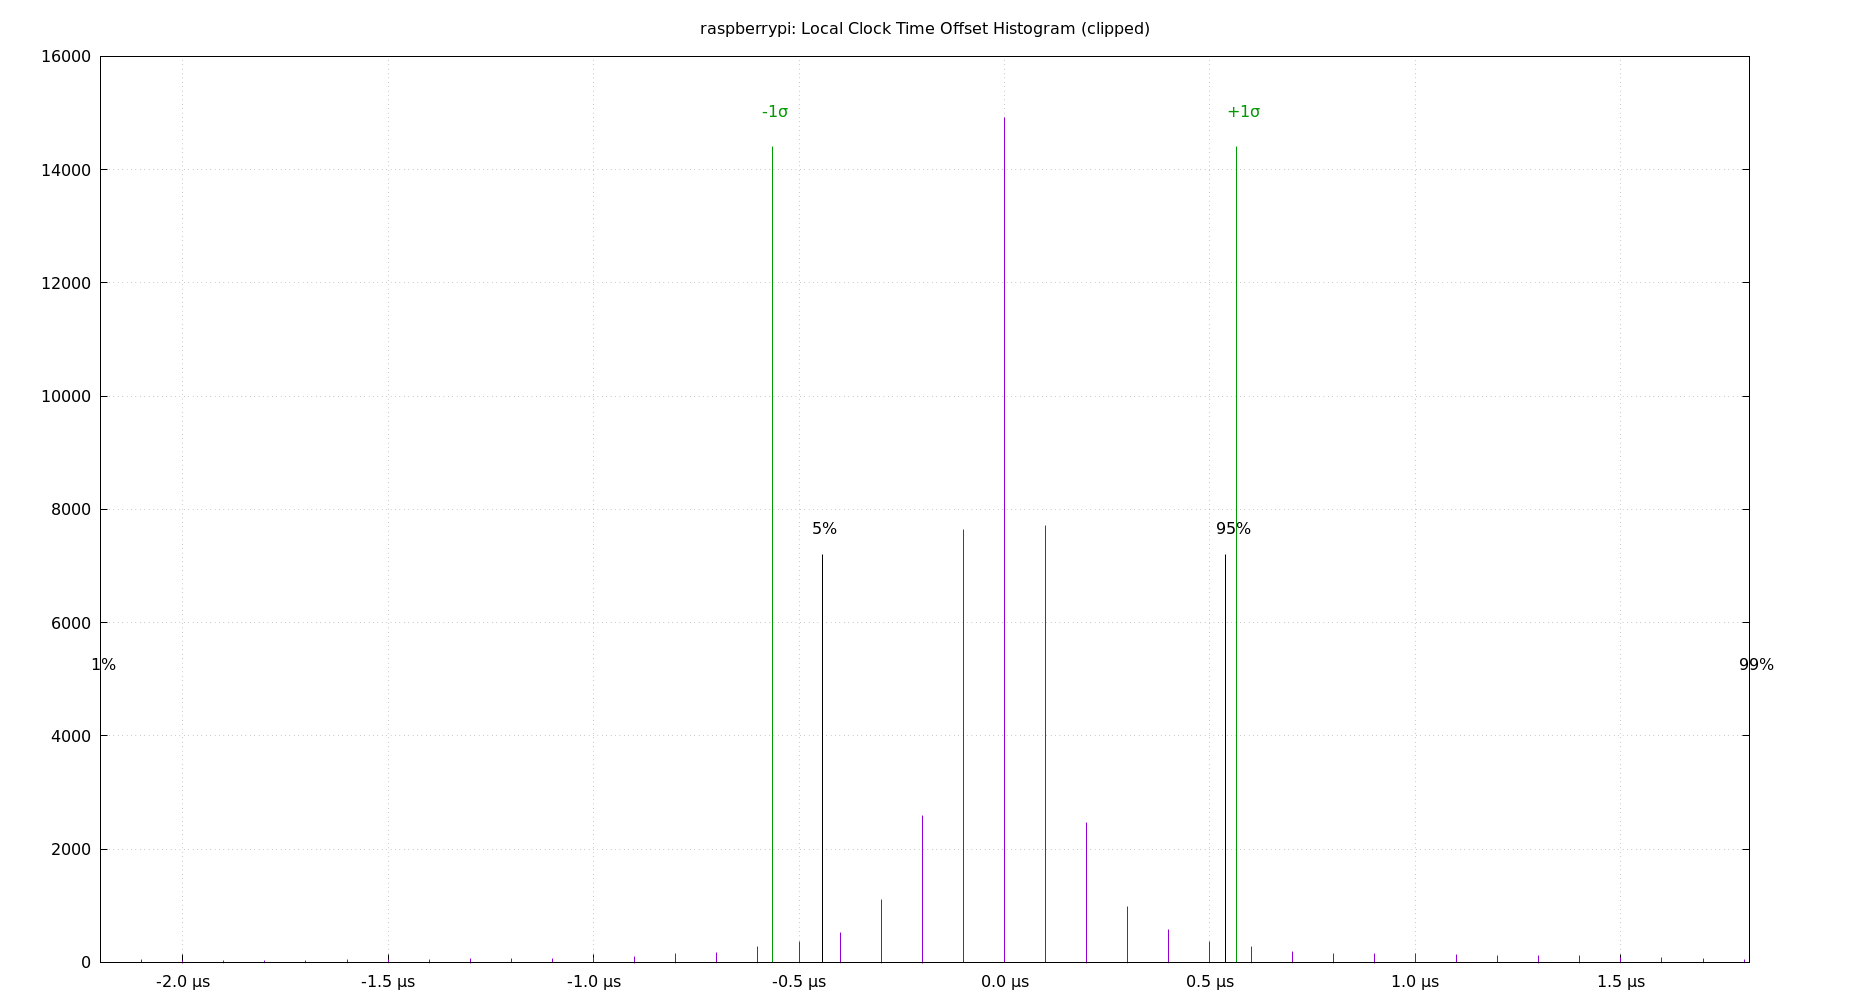 raspberrypi: Local Clock Time Offset Histogram (clipped)
16000
-1σ
+1σ
14000
12000
10000
8000
5%
95%
6000
1%
99%
4000
2000
0
-2.0 μs
-1.5 μs
-1.0 μs
-0.5 μs
0.0 μs
0.5 μs
1.0 μs
1.5 μs